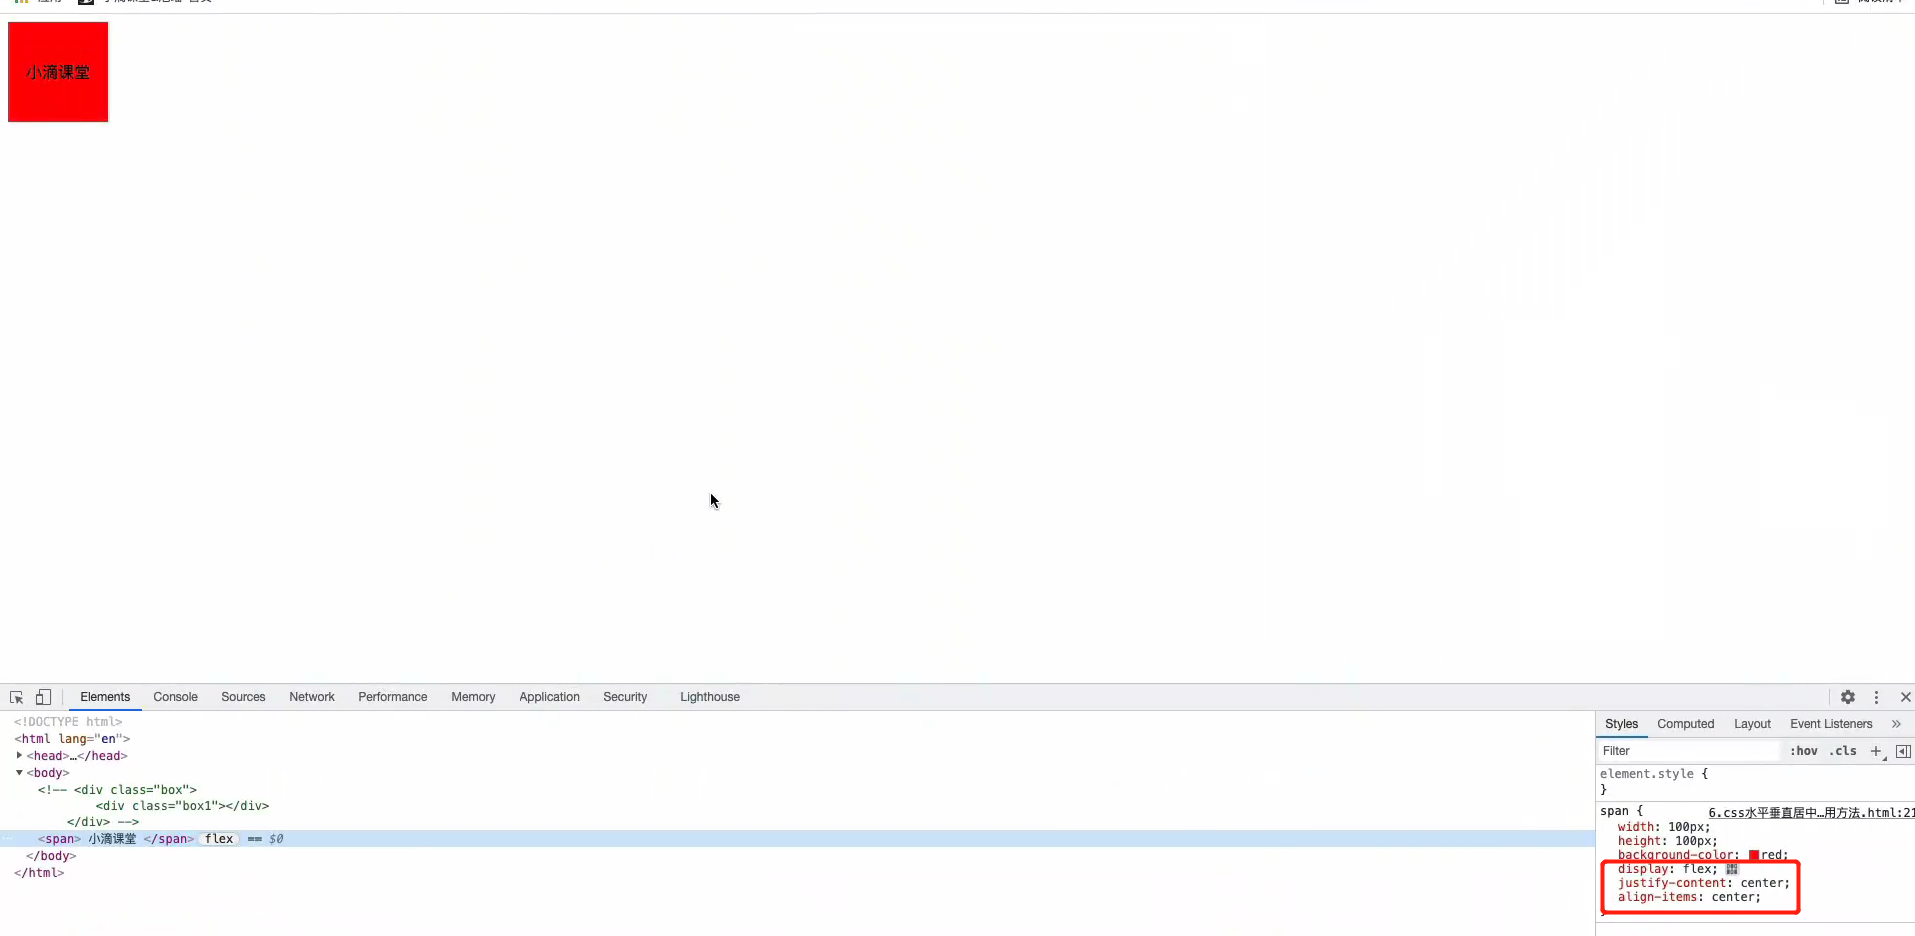 小滴课堂
Elements Console Sources Network Performance Memory Application Security Lighthouse
<!DOCTYPE html>
<html lang="en">
<head>…</head>
<body>
<!-- <div class="box">
<div class="box1"></div>
</div> -->
<span> 小滴课堂 </span> flex == $0
</body>
</html>
Styles Computed Layout Event Listeners »
Filter :hov .cls +
element.style {
}
span { 6.css水平垂直居中…用方法.html:21
width: 100px;
height: 100px;
background-color: red;
display: flex;
justify-content: center;
align-items: center;
}